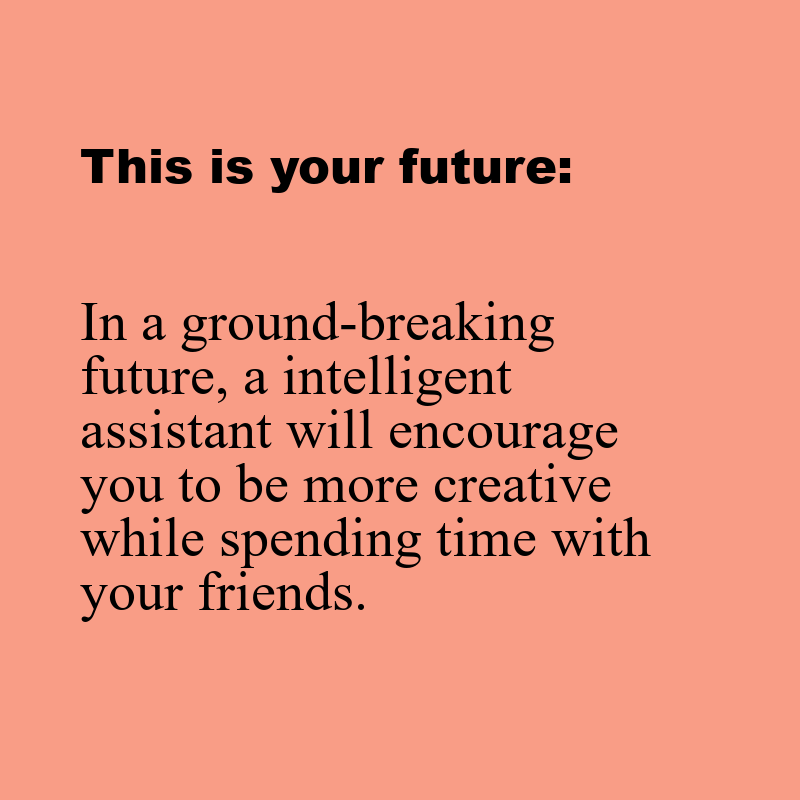 This is your future:
In a ground-breaking
future, a intelligent
assistant will encourage
you to be more creative
while spending time with
your friends.